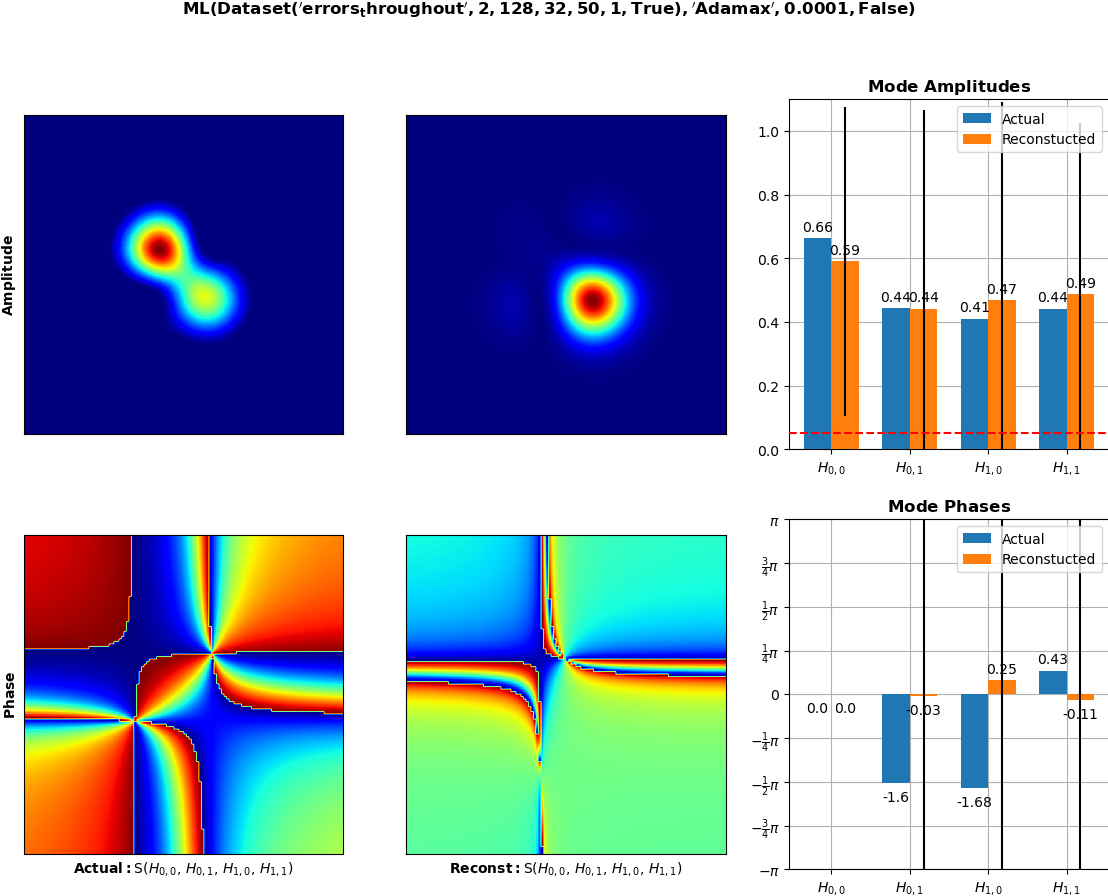 ML(Dataset('errors_throughout', 2, 128, 32, 50, 1, True), 'Adamax', 0.0001, False)
Amplitude
Mode Amplitudes
Actual
Reconstucted
1.0
0.8
0.6
0.4
0.2
0.0
0.66
0.59
0.44
0.44
0.41
0.47
0.44
0.49
H0,0
H0,1
H1,0
H1,1
Phase
Actual: S(H0,0, H0,1, H1,0, H1,1)
Reconst: S(H0,0, H0,1, H1,0, H1,1)
Mode Phases
Actual
Reconstucted
π
3/4π
1/2π
1/4π
0
−1/4π
−1/2π
−3/4π
−π
0.0
0.0
-1.6
-0.03
-1.68
0.25
0.43
-0.11
H0,0
H0,1
H1,0
H1,1